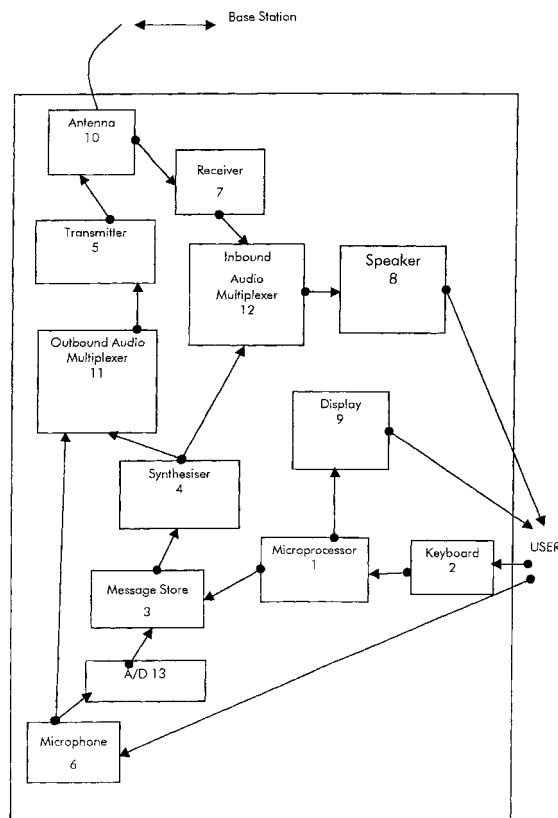 Base Station
Antenna
10
Receiver
7
Transmitter
5
Inbound
Audio
Multiplexer
12
Speaker
8
Outbound Audio
Multiplexer
11
Display
9
Synthesiser
4
Microprocessor
1
Keyboard
2
USER
Message Store
3
A/D 13
Microphone
6